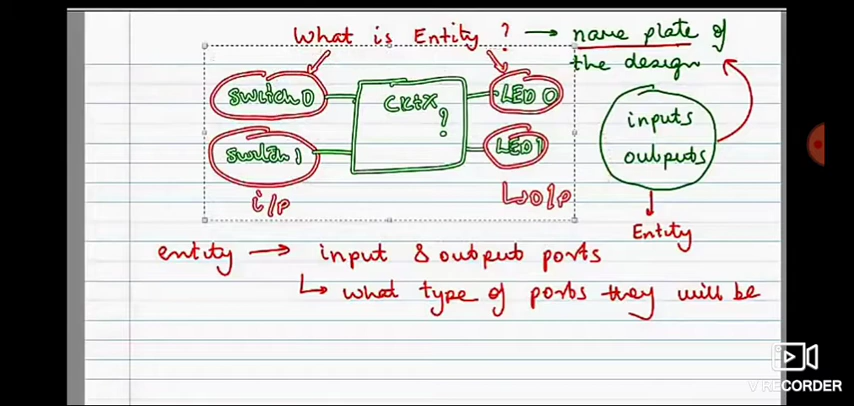 What is Entity ? → name plate of
the design
Switch 0
CKt X
?
LED 0
Switch 1
LED 1
i/p
↳ o/p
inputs
outputs
Entity
entity → input & output ports
↳ what type of ports they will be
V RECORDER